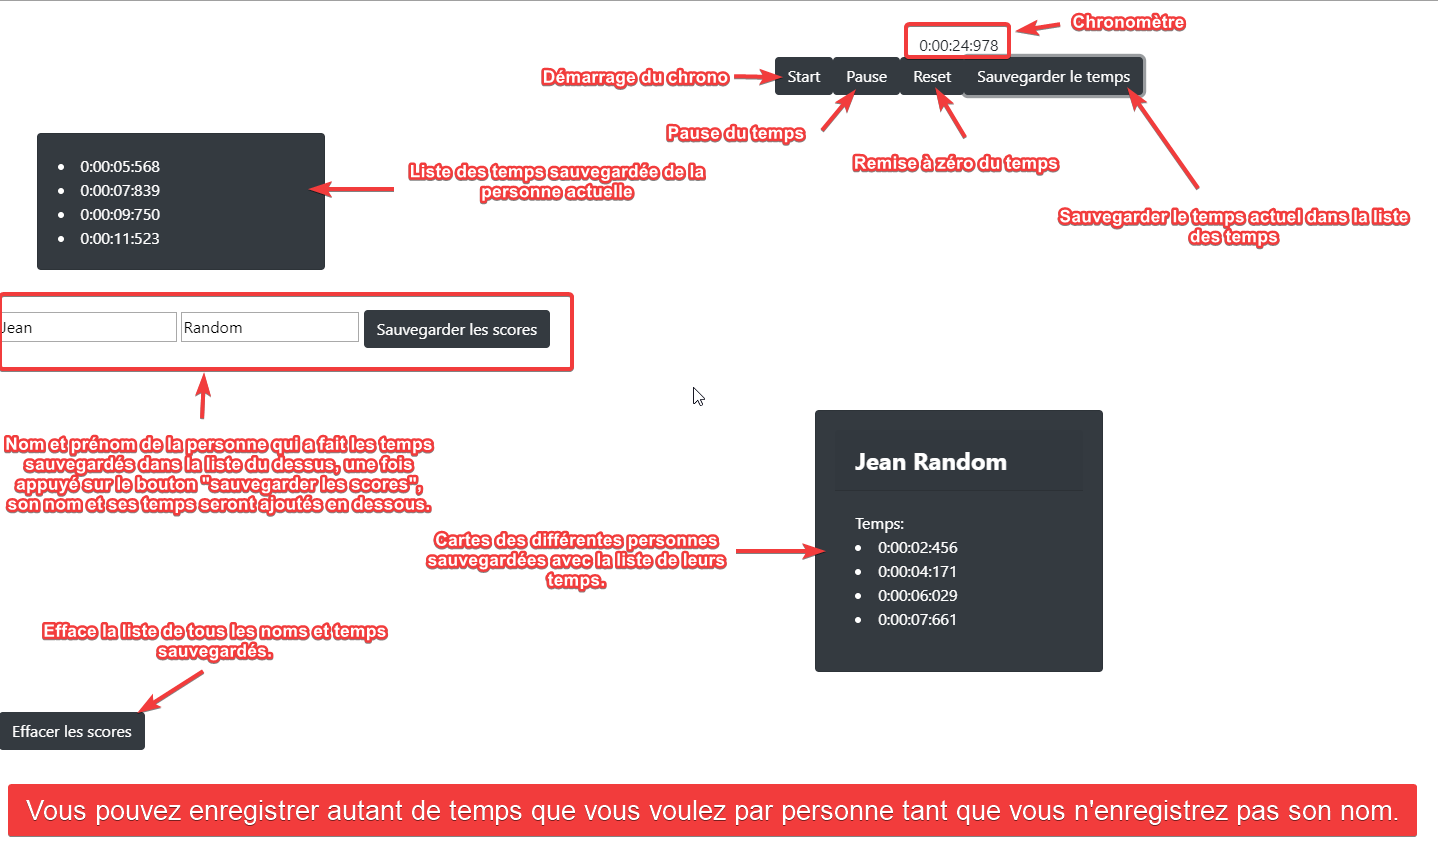 Chronomètre
0:00:24:978
Démarrage du chrono
Start
Pause
Reset
Sauvegarder le temps
Pause du temps
Remise à zéro du temps
Sauvegarder le temps actuel dans la liste
des temps
0:00:05:568
0:00:07:839
0:00:09:750
0:00:11:523
Liste des temps sauvegardée de la
personne actuelle
Jean
Random
Sauvegarder les scores
Nom et prénom de la personne qui a fait les temps
sauvegardés dans la liste du dessus, une fois
appuyé sur le bouton "sauvegarder les scores",
son nom et ses temps seront ajoutés en dessous.
Jean Random
Temps:
0:00:02:456
0:00:04:171
0:00:06:029
0:00:07:661
Cartes des différentes personnes
sauvegardées avec la liste de leurs
temps.
Efface la liste de tous les noms et temps
sauvegardés.
Effacer les scores
Vous pouvez enregistrer autant de temps que vous voulez par personne tant que vous n'enregistrez pas son nom.